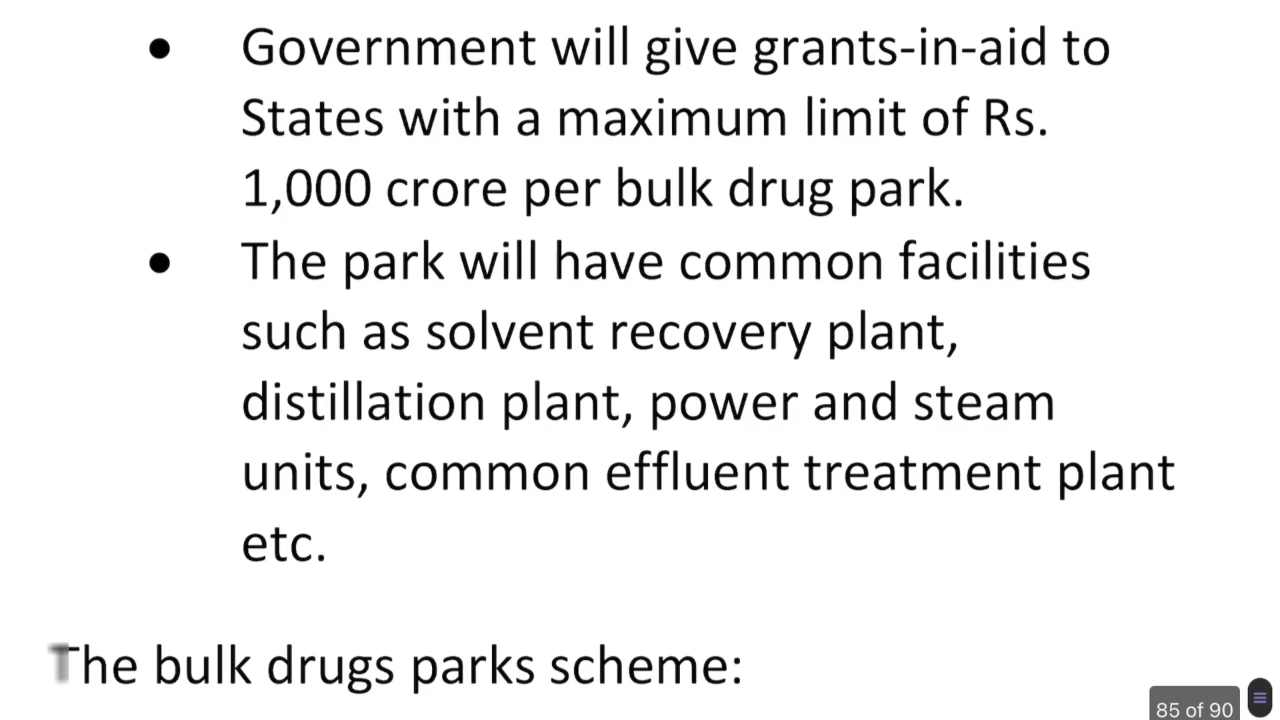 ● Government will give grants-in-aid to
States with a maximum limit of Rs.
1,000 crore per bulk drug park.
● The park will have common facilities
such as solvent recovery plant,
distillation plant, power and steam
units, common effluent treatment plant
etc.
The bulk drugs parks scheme:
85 of 90